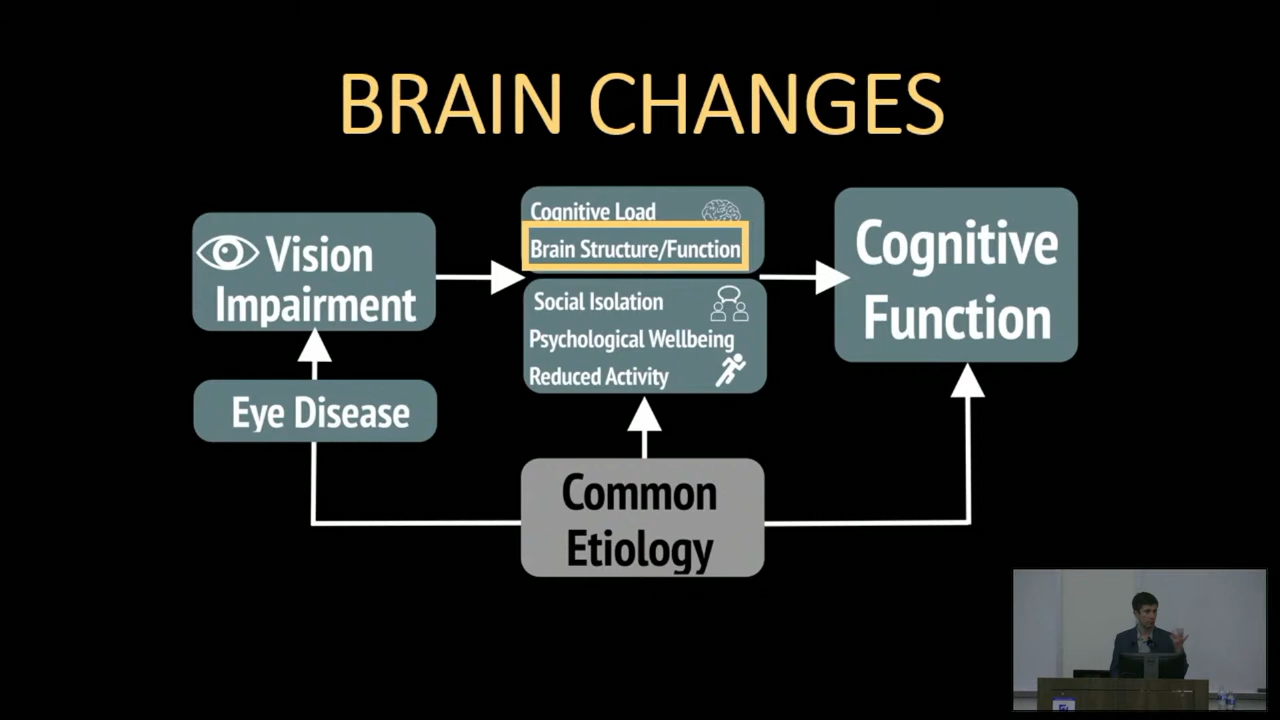 BRAIN CHANGES
Vision
Impairment
Eye Disease
Cognitive Load
Brain Structure/Function
Social Isolation
Psychological Wellbeing
Reduced Activity
Cognitive
Function
Common
Etiology